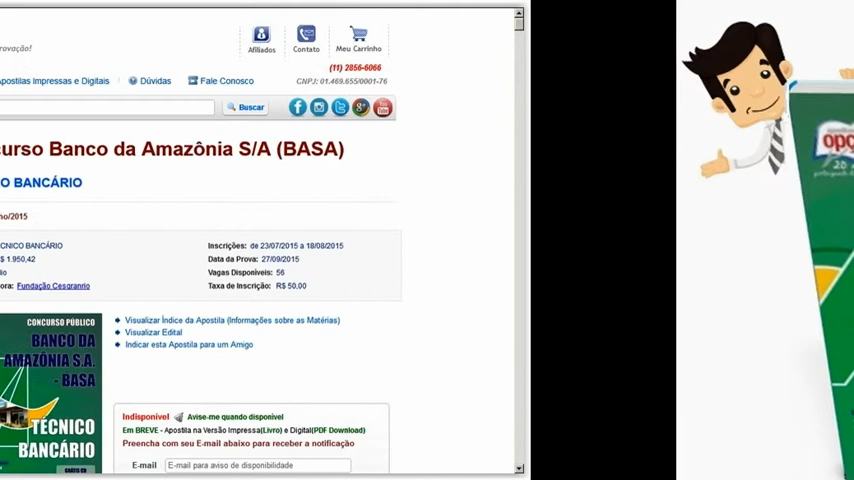 rovação!
Afiliados
Contato
Meu Carrinho
(11) 2856-6066
CNPJ: 01.469.655/0001-76
postilas Impressas e Digitais
Dúvidas
Fale Conosco
Buscar
urso Banco da Amazônia S/A (BASA)
O BANCÁRIO
ho/2015
CNICO BANCÁRIO
$ 1.950,42
io
ora: Fundação Cesgranrio
Inscrições: de 23/07/2015 a 18/08/2015
Data da Prova: 27/09/2015
Vagas Disponíveis: 56
Taxa de Inscrição: R$ 50,00
CONCURSO PÚBLICO
BANCO DA
AMAZÔNIA S.A.
- BASA
TÉCNICO
BANCÁRIO
Visualizar Índice da Apostila (Informações sobre as Matérias)
Visualizar Edital
Indicar esta Apostila para um Amigo
Indisponível Avise-me quando disponível
Em BREVE - Apostila na Versão Impressa(Livro) e Digital(PDF Download)
Preencha com seu E-mail abaixo para receber a notificação
E-mail E-mail para aviso de disponibilidade
opç